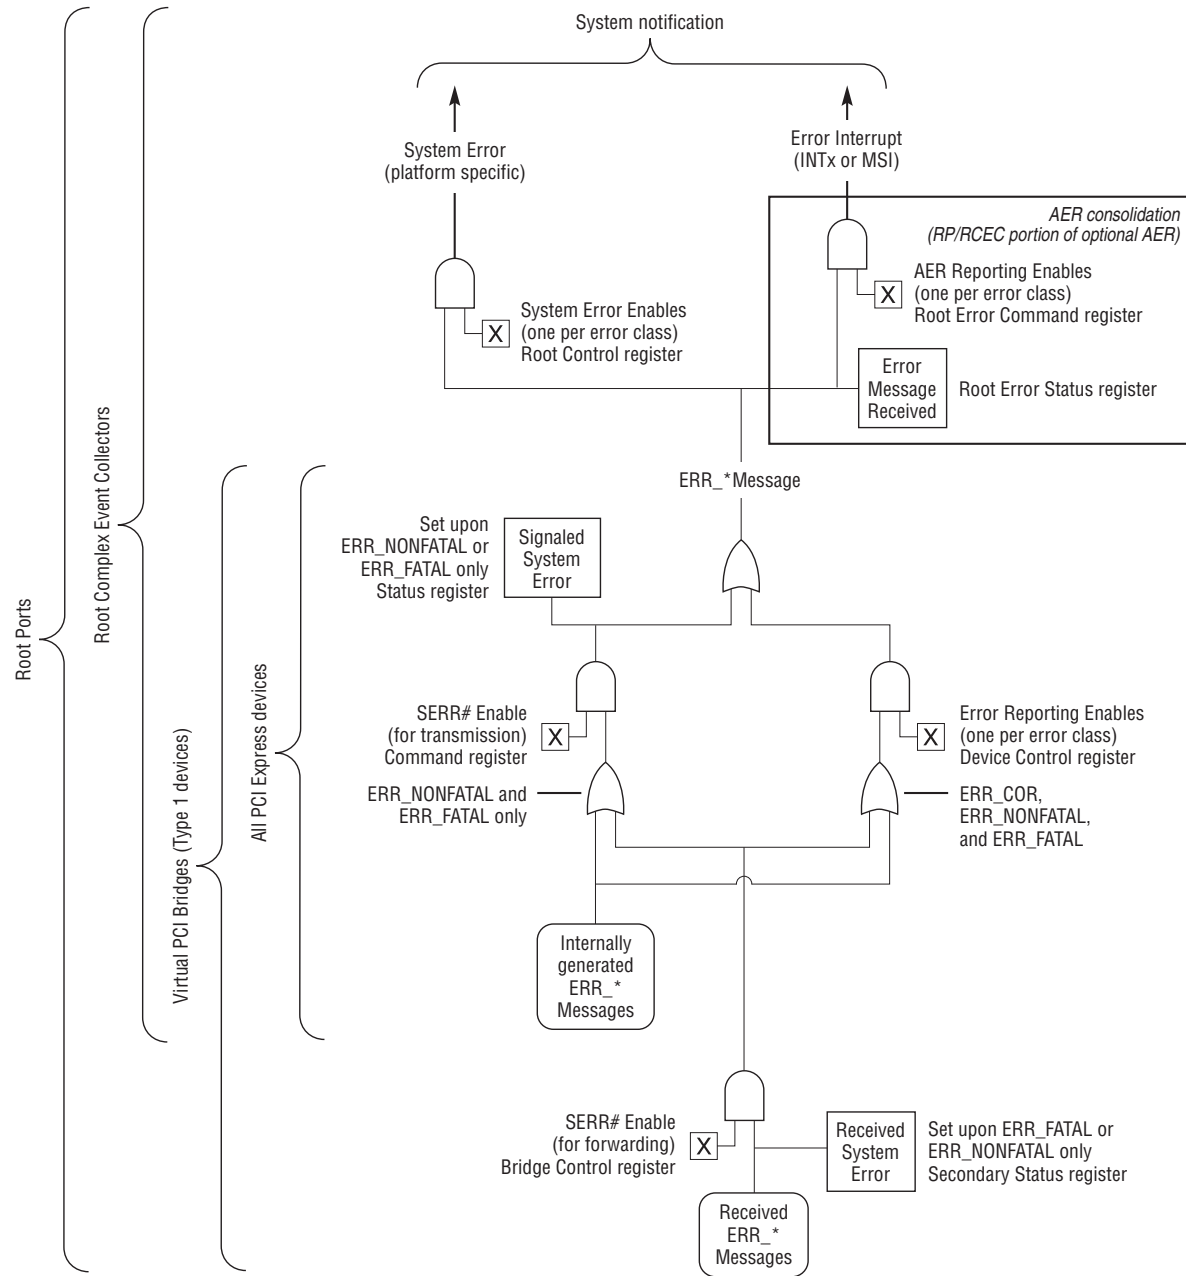 System notification
System Error
(platform specific)
Error Interrupt
(INTx or MSI)
AER consolidation
(RP/RCEC portion of optional AER)
AER Reporting Enables
(one per error class)
Root Error Command register
X
System Error Enables
(one per error class)
Root Control register
X
Error
Message
Received
Root Error Status register
ERR_*Message
Set upon
ERR_NONFATAL or
ERR_FATAL only
Status register
Signaled
System
Error
SERR# Enable
(for transmission)
Command register
X
Error Reporting Enables
(one per error class)
Device Control register
X
ERR_NONFATAL and
ERR_FATAL only
ERR_COR,
ERR_NONFATAL,
and ERR_FATAL
Internally
generated
ERR_*
Messages
SERR# Enable
(for forwarding)
Bridge Control register
X
Received
System
Error
Set upon ERR_FATAL or
ERR_NONFATAL only
Secondary Status register
Received
ERR_*
Messages
Root Ports
Root Complex Event Collectors
Virtual PCI Bridges (Type 1 devices)
All PCI Express devices